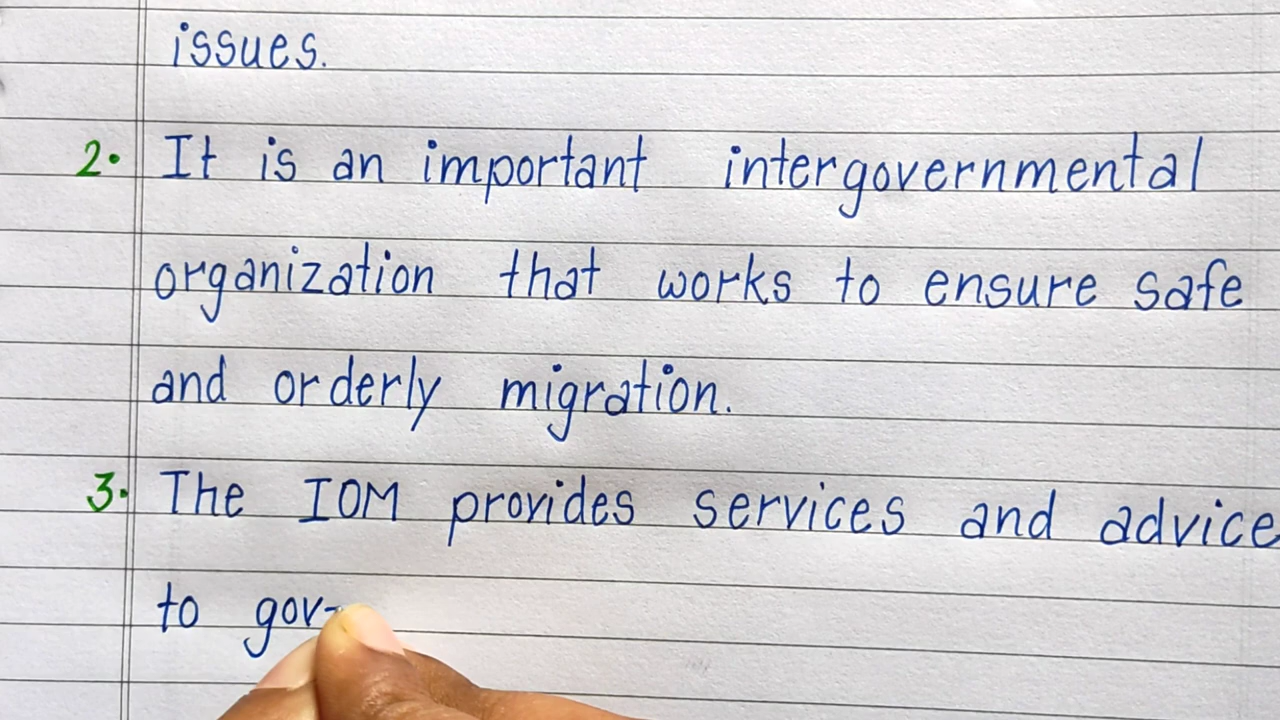 issues.
2. It is an important intergovernmental
organization that works to ensure safe
and orderly migration.
3. The IOM provides services and advice
to gov